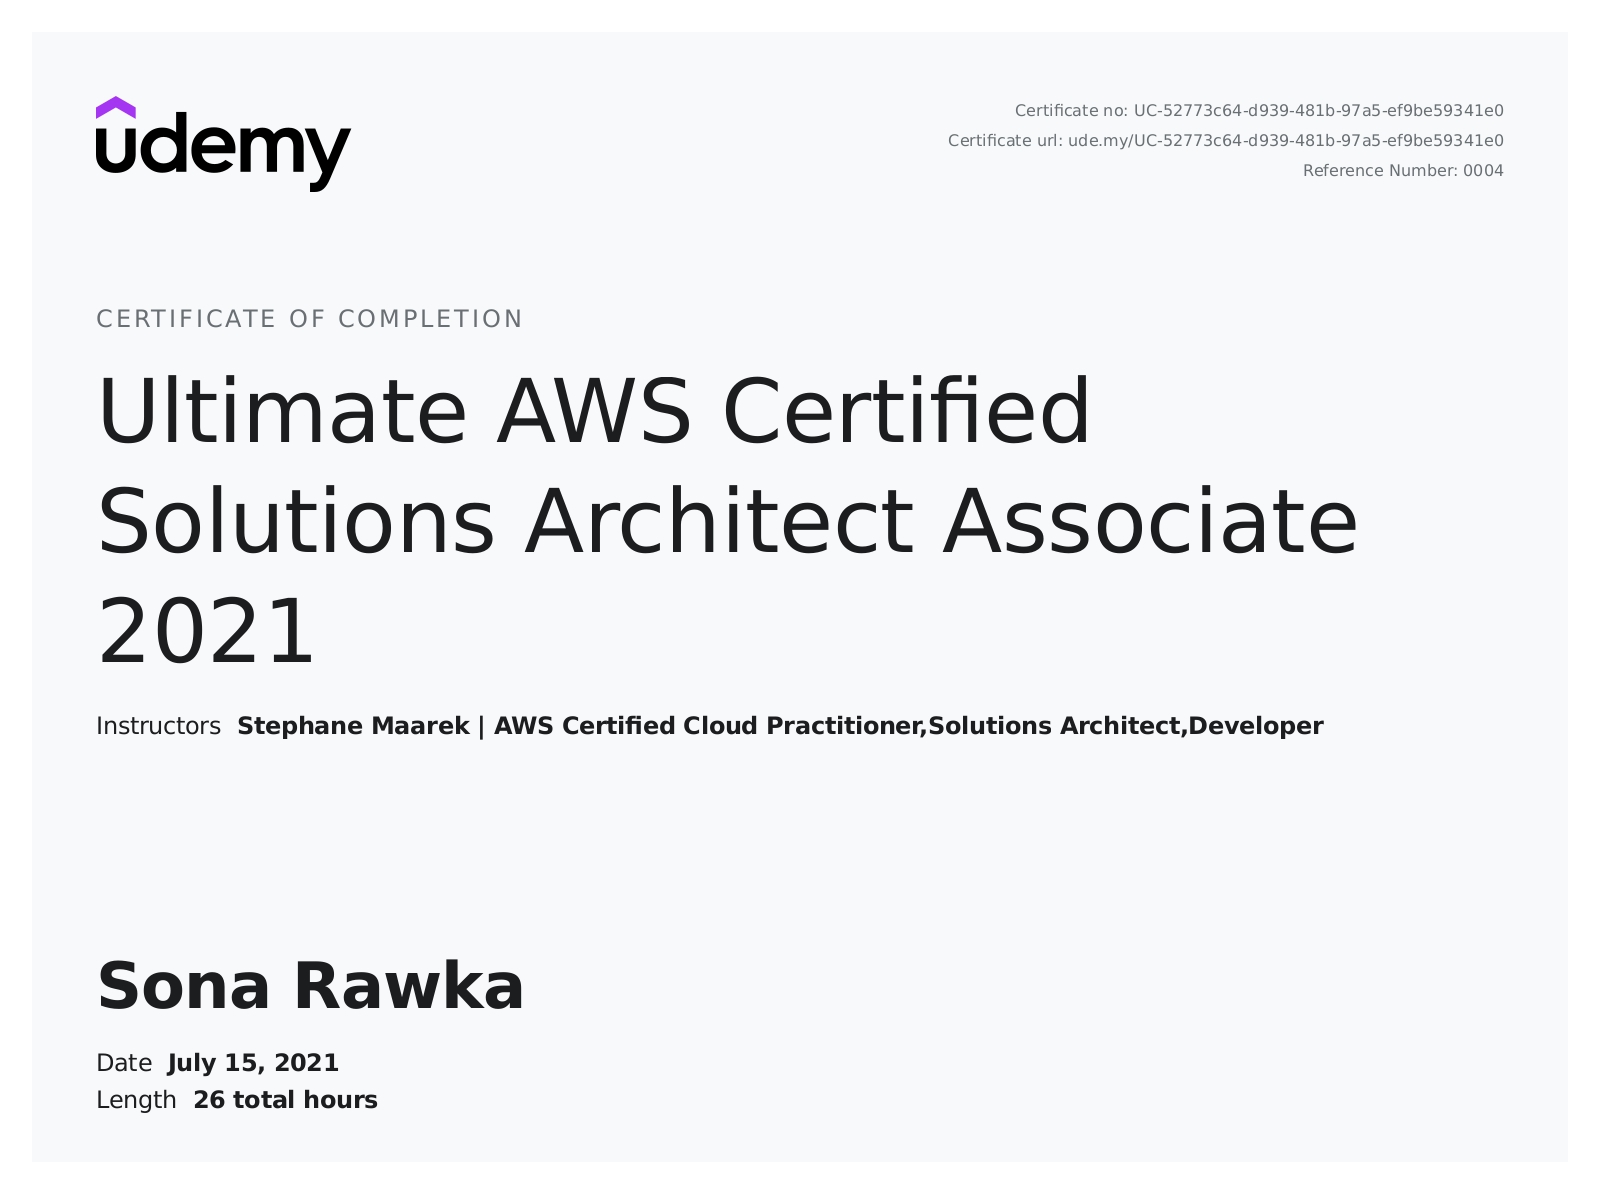 udemy
Certificate no: UC-52773c64-d939-481b-97a5-ef9be59341e0
Certificate url: ude.my/UC-52773c64-d939-481b-97a5-ef9be59341e0
Reference Number: 0004
CERTIFICATE OF COMPLETION
Ultimate AWS Certified
Solutions Architect Associate
2021
Instructors Stephane Maarek | AWS Certified Cloud Practitioner,Solutions Architect,Developer
Sona Rawka
Date July 15, 2021
Length 26 total hours